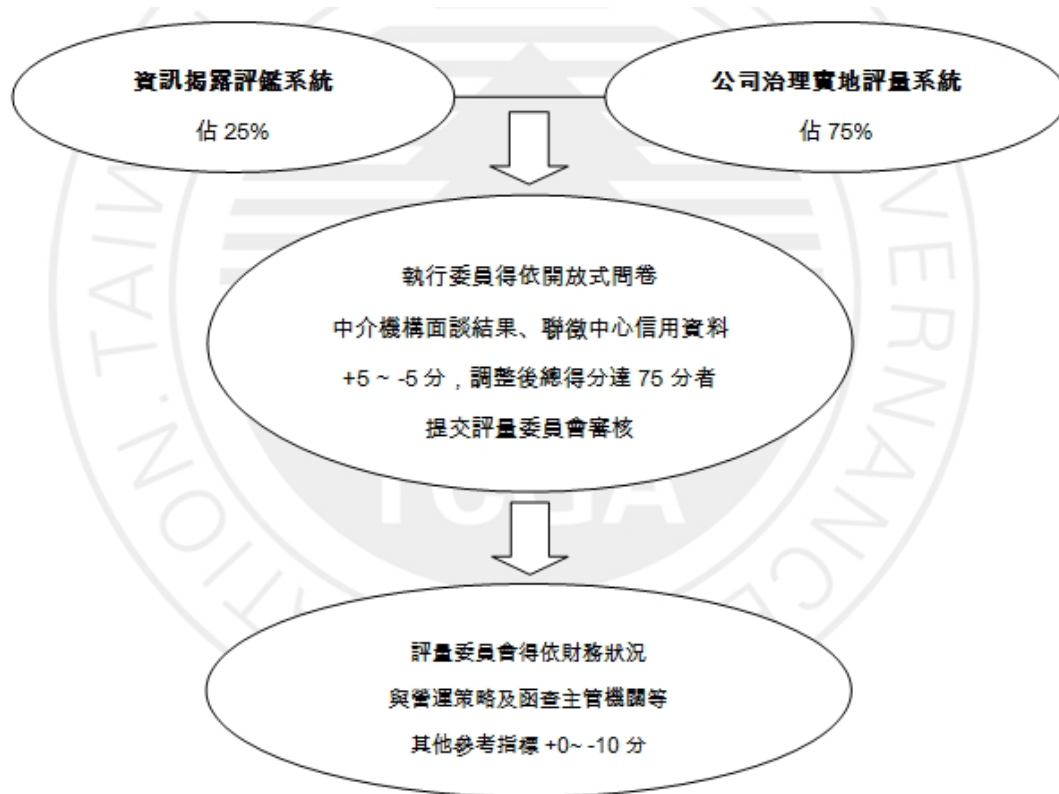 資訊揭露評鑑系統
佔 25%
公司治理實地評量系統
佔 75%
執行委員得依開放式問卷
中介機構面談結果、聯徵中心信用資料
+5 ~ -5 分，調整後總得分達 75 分者
提交評量委員會審核
評量委員會得依財務狀況
與營運策略及函查主管機關等
其他參考指標 +0~ -10 分